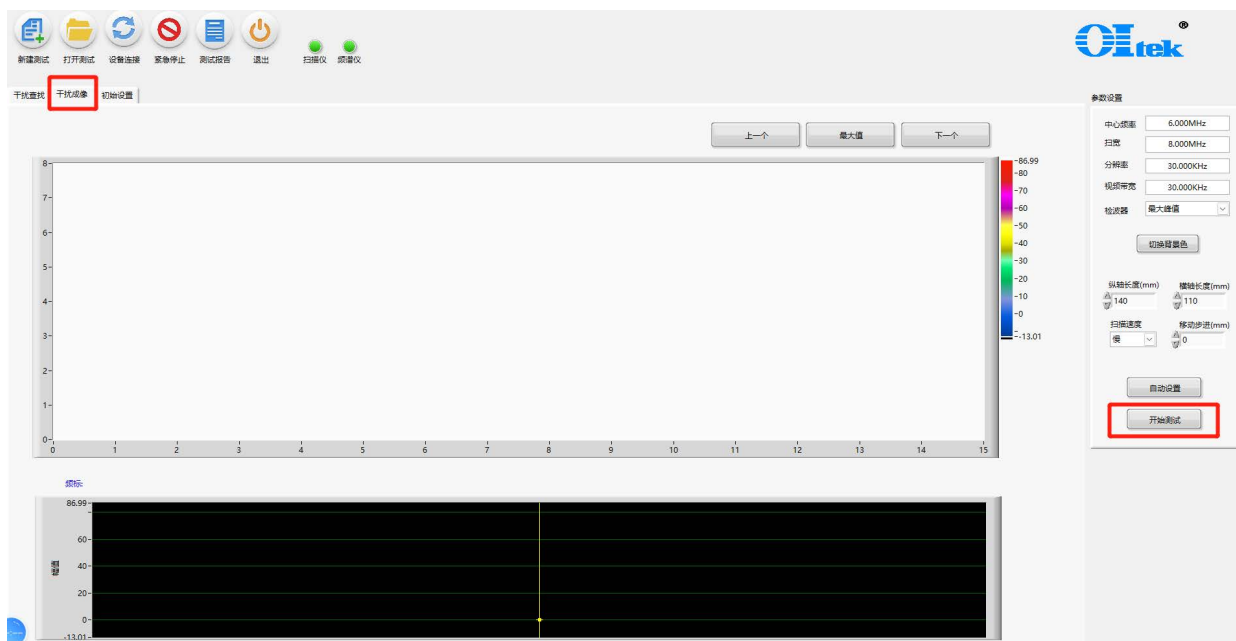 新建测试 打开测试 设备连接 紧急停止 测试报告 退出 扫描仪 频谱仪
OItek ®
干扰查找 干扰成像 初始设置
参数设置
上一个 最大值 下一个
中心频率 6.000MHz
扫宽 8.000MHz
分辨率 30.000KHz
视频带宽 30.000KHz
检波器 最大峰值
切换背景色
纵轴长度(mm) 横轴长度(mm)
140 110
扫描速度 移动步进(mm)
慢 0
自动设置
开始测试
8
7
6
5
4
3
2
1
0
0 1 2 3 4 5 6 7 8 9 10 11 12 13 14 15
86.99
80
70
60
50
40
30
20
10
0
-13.01
频标:
86.99
60
40
20
0
-13.01